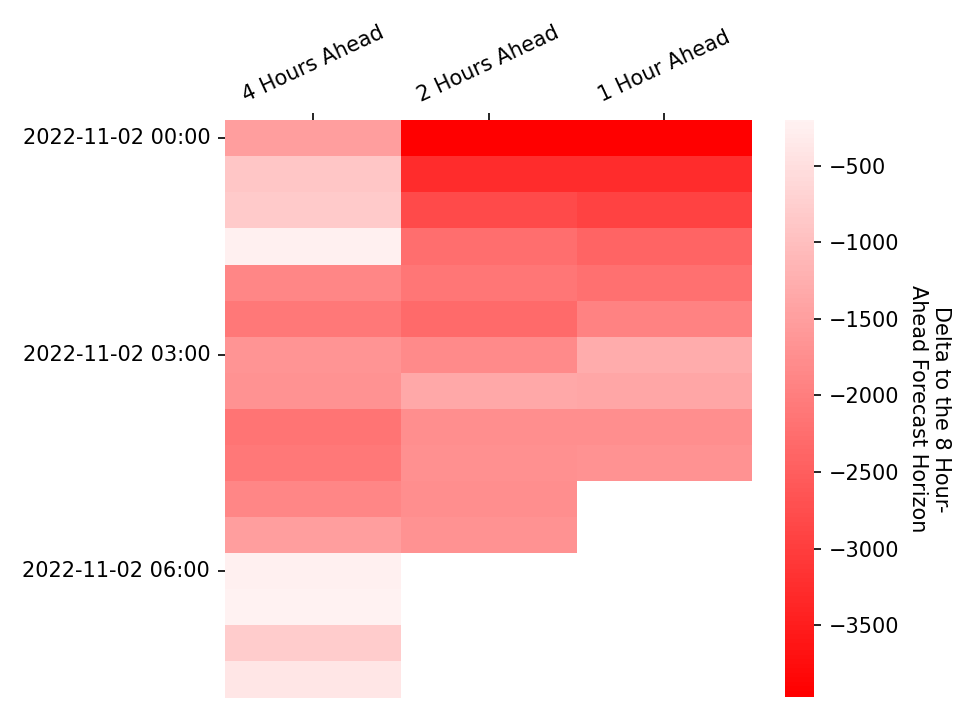 4 Hours Ahead
2 Hours Ahead
1 Hour Ahead
2022-11-02 00:00
2022-11-02 03:00
2022-11-02 06:00
−500
−1000
−1500
−2000
−2500
−3000
−3500
Delta to the 8 Hour-
Ahead Forecast Horizon